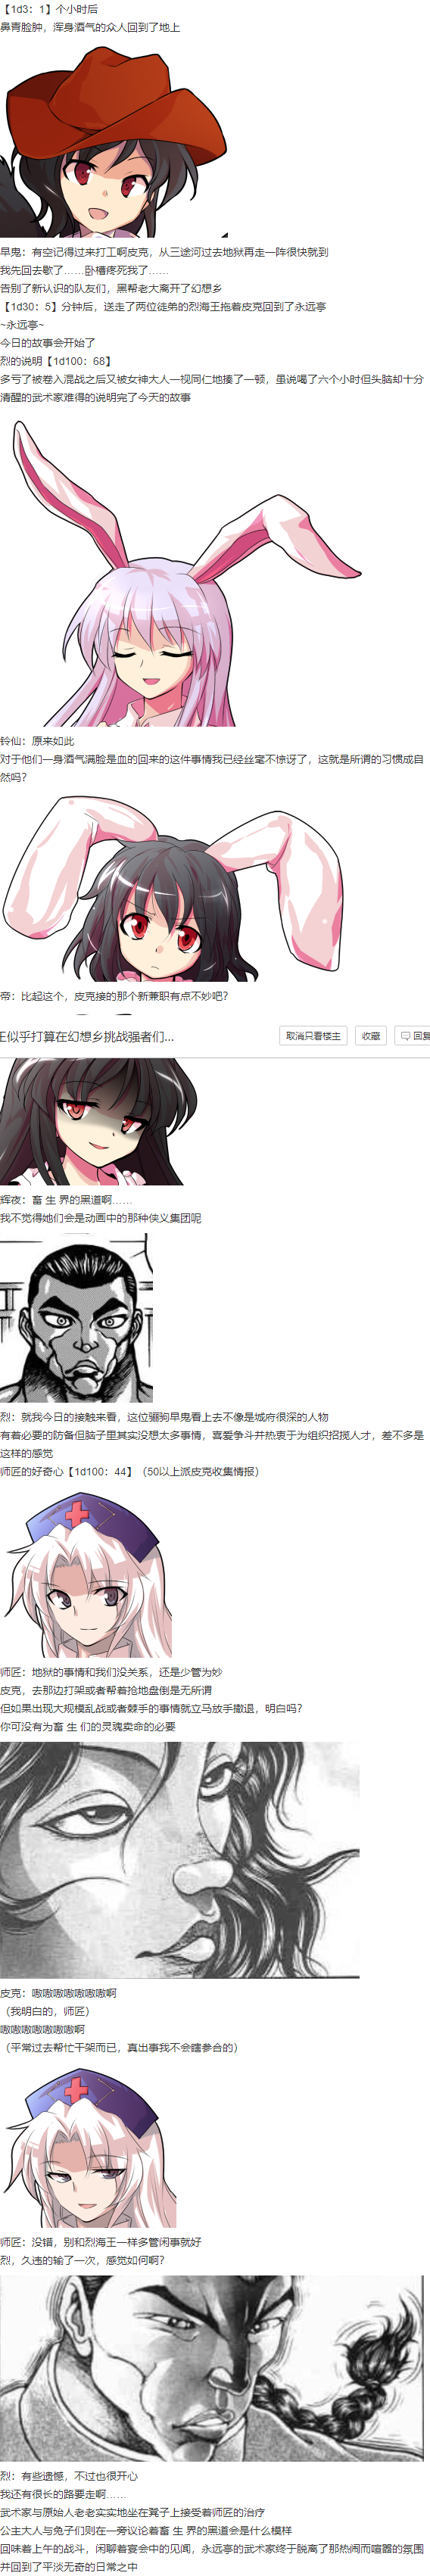 【1d3：1】个小时后
鼻青脸肿，浑身酒气的众人回到了地上
早鬼：有空记得过来打工啊皮克，从三途河过去地狱再走一阵很快就到
我先回去歇了……卧槽疼死我了……
告别了新认识的队友们，黑帮老大离开了幻想乡
【1d30：5】分钟后，送走了两位徒弟的烈海王拖着皮克回到了永远亭
~永远亭~
今日的故事会开始了
烈的说明【1d100：68】
多亏了被卷入混战之后又被女神大人一视同仁地揍了一顿，虽说喝了六个小时但头脑却十分
清醒的武术家难得的说明完了今天的故事
铃仙：原来如此
对于他们一身酒气满脸是血的回来的这件事情我已经丝毫不惊讶了，这就是所谓的习惯成自
然吗？
帝：比起这个，皮克接的那个新兼职有点不妙吧？
王似乎打算在幻想乡挑战强者们...
取消只看楼主
收藏
回复
辉夜：畜 生 界的黑道啊……
我不觉得她们会是动画中的那种侠义集团呢
烈：就我今日的接触来看，这位骊驹早鬼看上去不像是城府很深的人物
有着必要的防备但脑子里其实没想太多事情，喜爱争斗并热衷于为组织招揽人才，差不多是
这样的感觉
师匠的好奇心【1d100：44】（50以上派皮克收集情报）
师匠：地狱的事情和我们没关系，还是少管为妙
皮克，去那边打架或者帮着抢地盘倒是无所谓
但如果出现大规模乱战或者棘手的事情就立马放手撤退，明白吗？
你可没有为畜 生 们的灵魂卖命的必要
皮克：嗷嗷嗷嗷嗷嗷嗷啊
（我明白的，师匠）
嗷嗷嗷嗷嗷嗷嗷啊
（平常过去帮忙干架而已，真出事我不会瞎参合的）
师匠：没错，别和烈海王一样多管闲事就好
烈，久违的输了一次，感觉如何啊？
烈：有些遗憾，不过也很开心
我还有很长的路要走啊……
武术家与原始人老老实实地坐在凳子上接受着师匠的治疗
公主大人与兔子们则在一旁议论着畜 生 界的黑道会是什么模样
回味着上午的战斗，闲聊着宴会中的见闻，永远亭的武术家终于脱离了那热闹而喧嚣的氛围
并回到了平淡无奇的日常之中